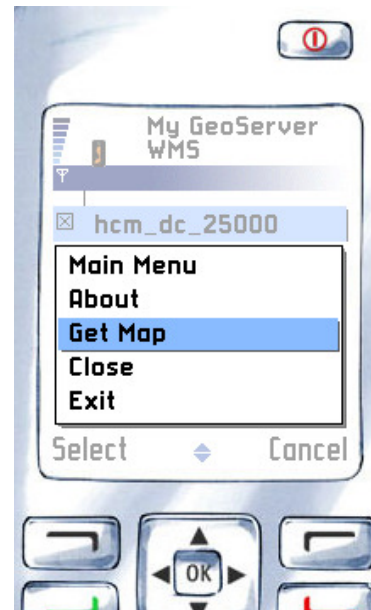 My GeoServer
WMS
hcm_dc_25000
Main Menu
About
Get Map
Close
Exit
Select Cancel
OK